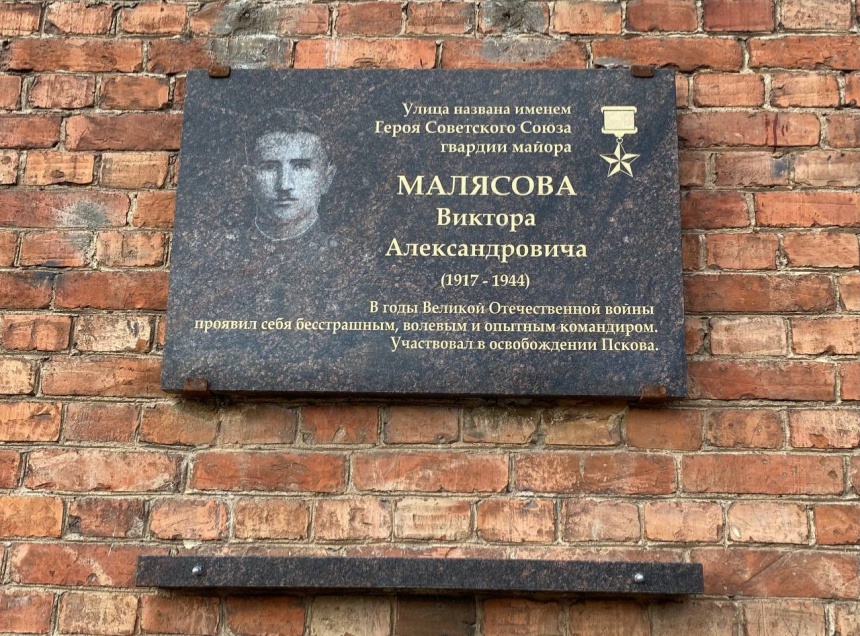 Улица названа именем
Героя Советского Союза
гвардии майора
МАЛЯСОВА
Виктора
Александровича
(1917 - 1944)
В годы Великой Отечественной войны
проявил себя бесстрашным, волевым и опытным командиром.
Участвовал в освобождении Пскова.